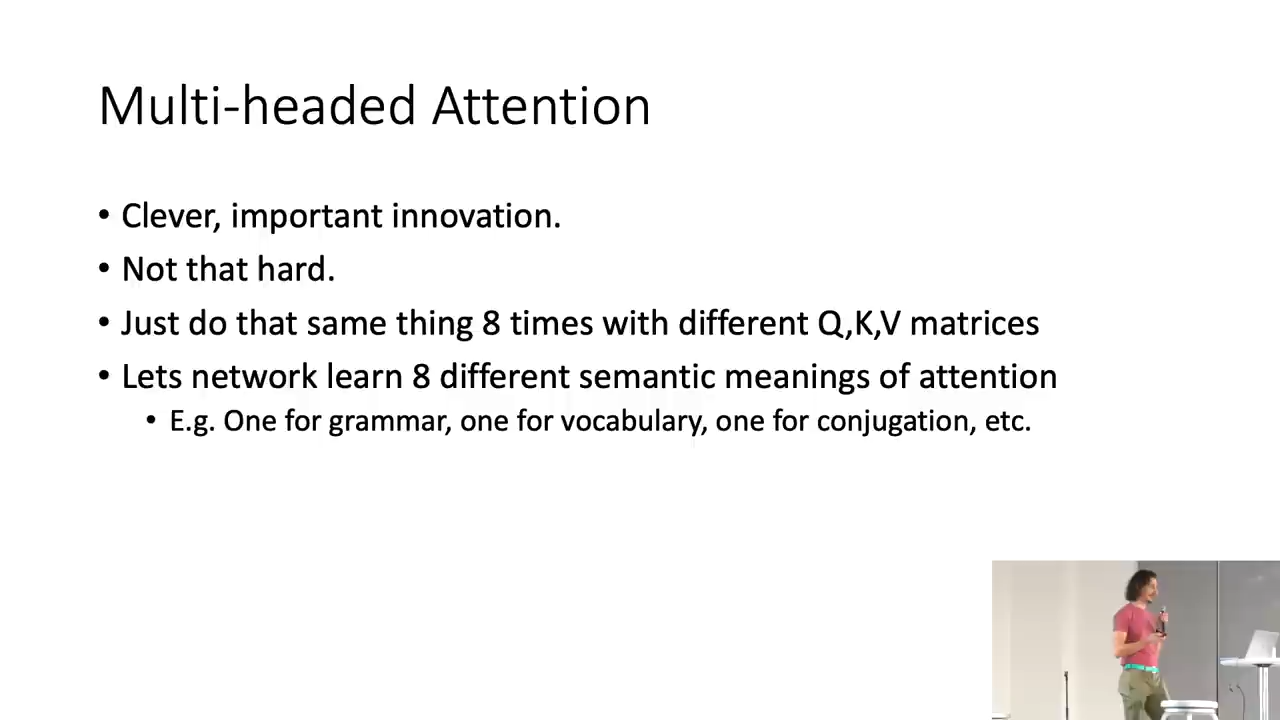 Multi-headed Attention
• Clever, important innovation.
• Not that hard.
• Just do that same thing 8 times with different Q,K,V matrices
• Lets network learn 8 different semantic meanings of attention
• E.g. One for grammar, one for vocabulary, one for conjugation, etc.